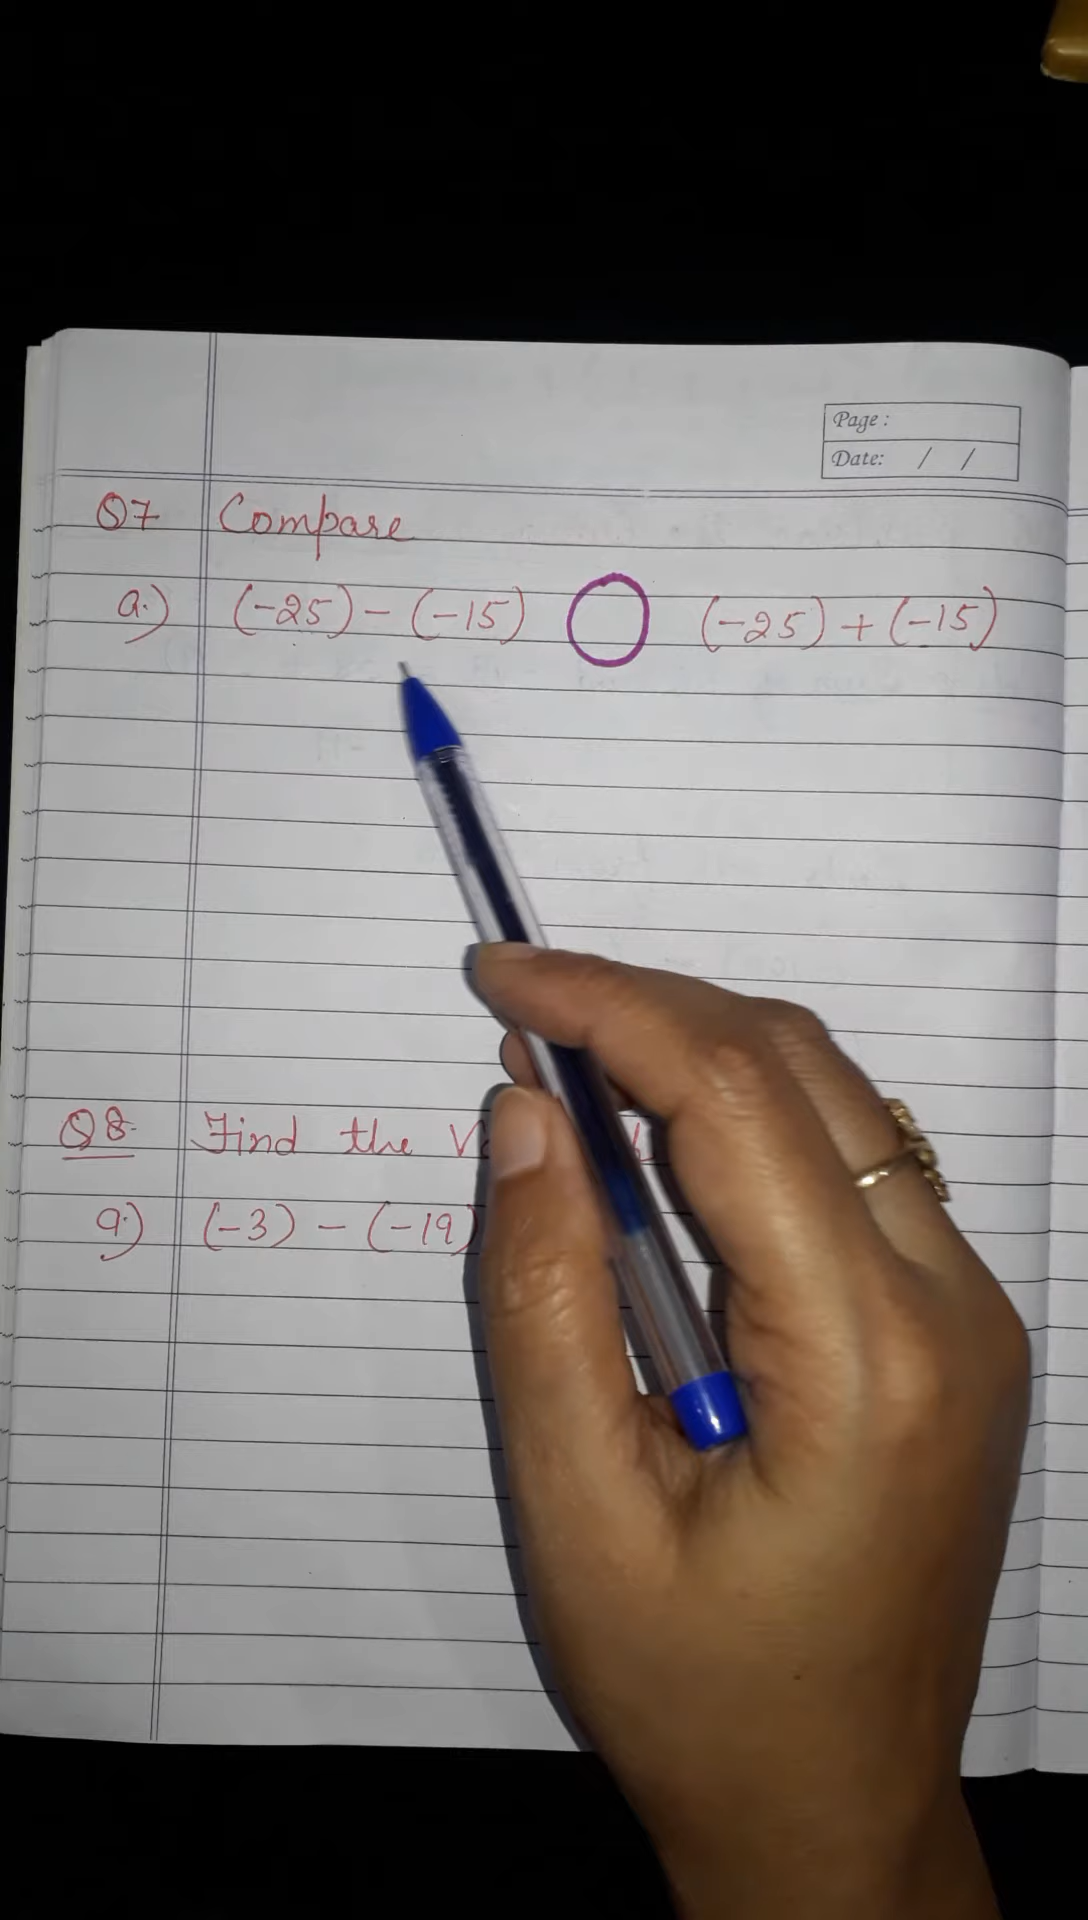 Page :
Date: / /
Q7 Compare
a.) (-25) - (-15) ◯ (-25) + (-15)
Q8. Find the
a.) (-3) - (-19)